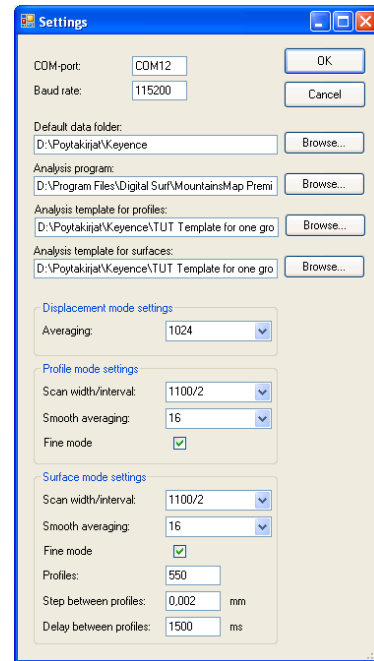 Settings
COM-port: COM12
OK
Baud rate: 115200
Cancel
Default data folder:
D:\Poytakirjat\Keyence Browse...
Analysis program:
D:\Program Files\Digital Surf\MountainsMap Premi Browse...
Analysis template for profiles:
D:\Poytakirjat\Keyence\TUT Template for one gro Browse...
Analysis template for surfaces:
D:\Poytakirjat\Keyence\TUT Template for one gro Browse...
Displacement mode settings
Averaging: 1024
Profile mode settings
Scan width/interval: 1100/2
Smooth averaging: 16
Fine mode
Surface mode settings
Scan width/interval: 1100/2
Smooth averaging: 16
Fine mode
Profiles: 550
Step between profiles: 0,002 mm
Delay between profiles: 1500 ms